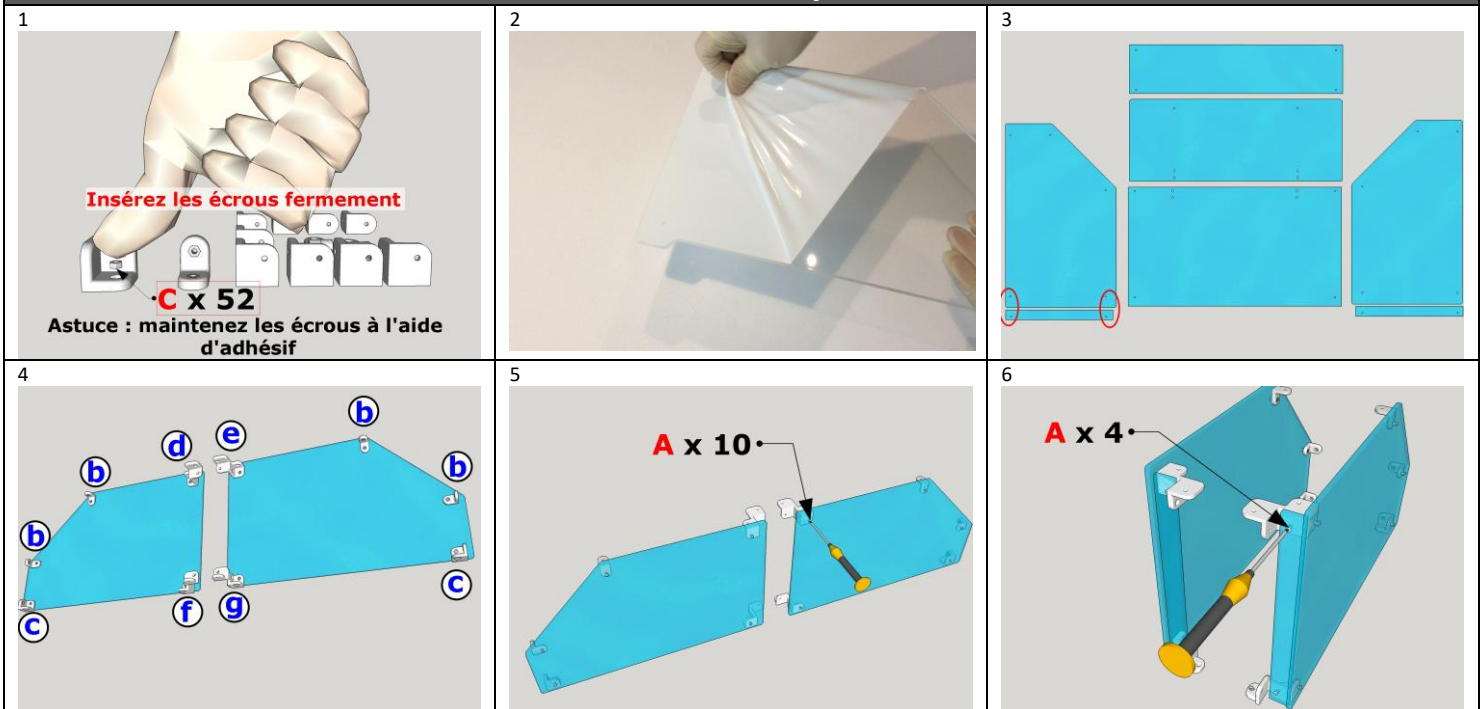 1
2
3
Insérez les écrous fermement
C x 52
Astuce : maintenez les écrous à l'aide
d'adhésif
4
5
6
b
d
e
b
b
b
c
f
g
c
A x 10
A x 4